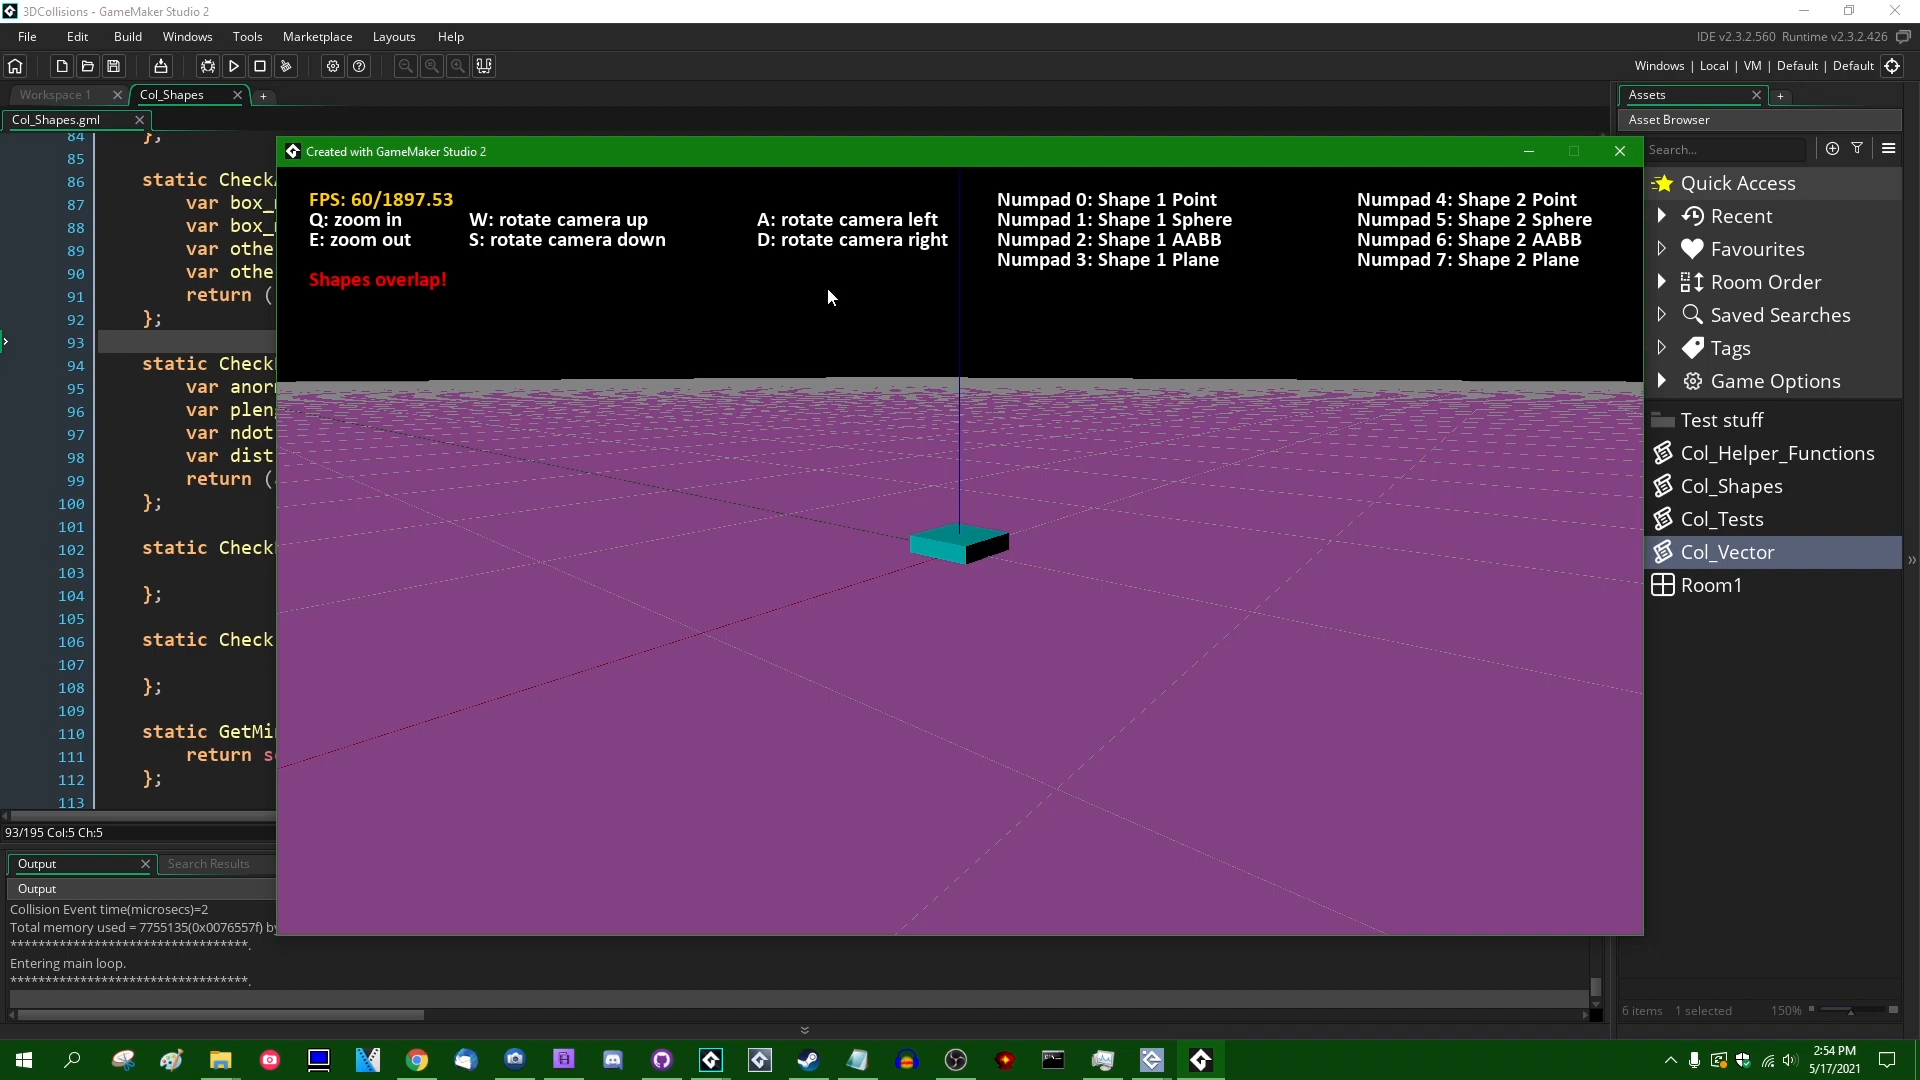 3DCollisions - GameMaker Studio 2
File Edit Build Windows Tools Marketplace Layouts Help
IDE v2.3.2.560 Runtime v2.3.2.426
Windows | Local | VM | Default | Default
Workspace 1
Col_Shapes
Assets
Col_Shapes.gml
Asset Browser
Search...
84 };
85
86 static Check
87 var box_
88 var box_
89 var othe
90 var othe
91 return (
92 };
93
94 static Check
95 var anor
96 var plen
97 var ndot
98 var dist
99 return (
100 };
101
102 static Check
103
104 };
105
106 static Check
107
108 };
109
110 static GetMi
111 return s
112 };
113
93/195 Col:5 Ch:5
Created with GameMaker Studio 2
FPS: 60/1897.53
Q: zoom in W: rotate camera up A: rotate camera left
E: zoom out S: rotate camera down D: rotate camera right
Shapes overlap!
Numpad 0: Shape 1 Point
Numpad 1: Shape 1 Sphere
Numpad 2: Shape 1 AABB
Numpad 3: Shape 1 Plane
Numpad 4: Shape 2 Point
Numpad 5: Shape 2 Sphere
Numpad 6: Shape 2 AABB
Numpad 7: Shape 2 Plane
Quick Access
Recent
Favourites
Room Order
Saved Searches
Tags
Game Options
Test stuff
Col_Helper_Functions
Col_Shapes
Col_Tests
Col_Vector
Room1
6 items 1 selected 150%
Output
Search Results
Output
Collision Event time(microsecs)=2
Total memory used = 7755135(0x0076557f) by
**********************************.
Entering main loop.
**********************************.
2:54 PM
5/17/2021